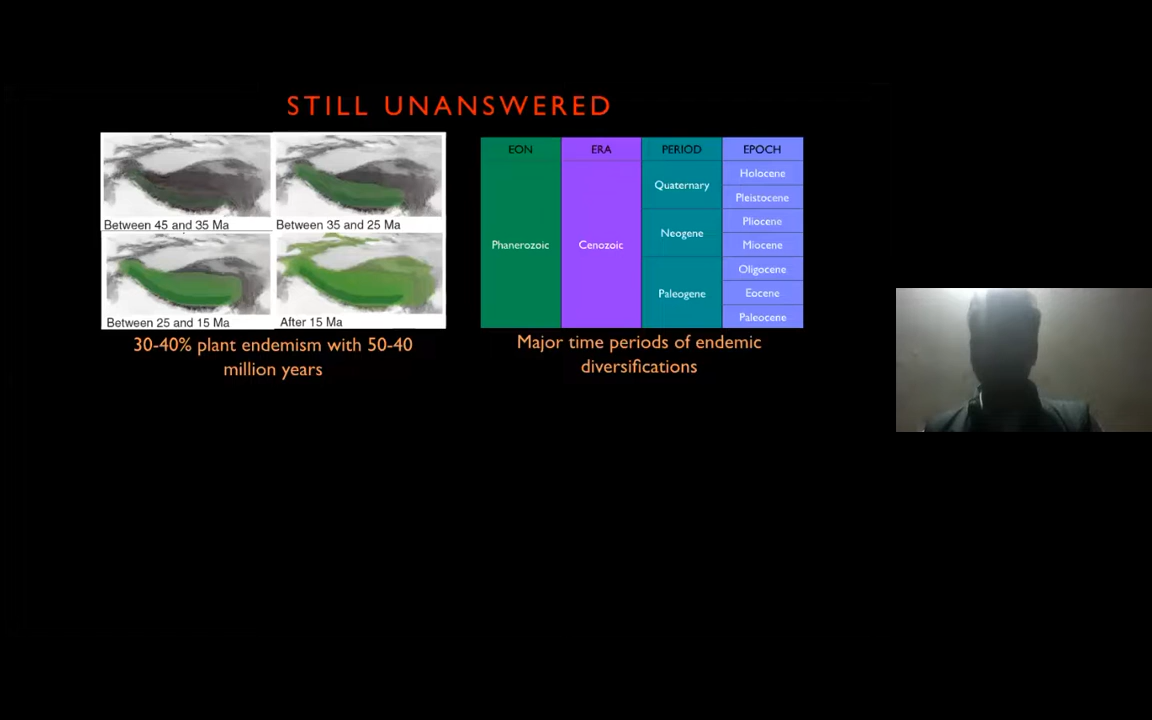 STILL UNANSWERED
Between 45 and 35 Ma
Between 35 and 25 Ma
Between 25 and 15 Ma
After 15 Ma
30-40% plant endemism with 50-40
million years
EON
ERA
PERIOD
EPOCH
Phanerozoic
Cenozoic
Quaternary
Neogene
Paleogene
Holocene
Pleistocene
Pliocene
Miocene
Oligocene
Eocene
Paleocene
Major time periods of endemic
diversifications